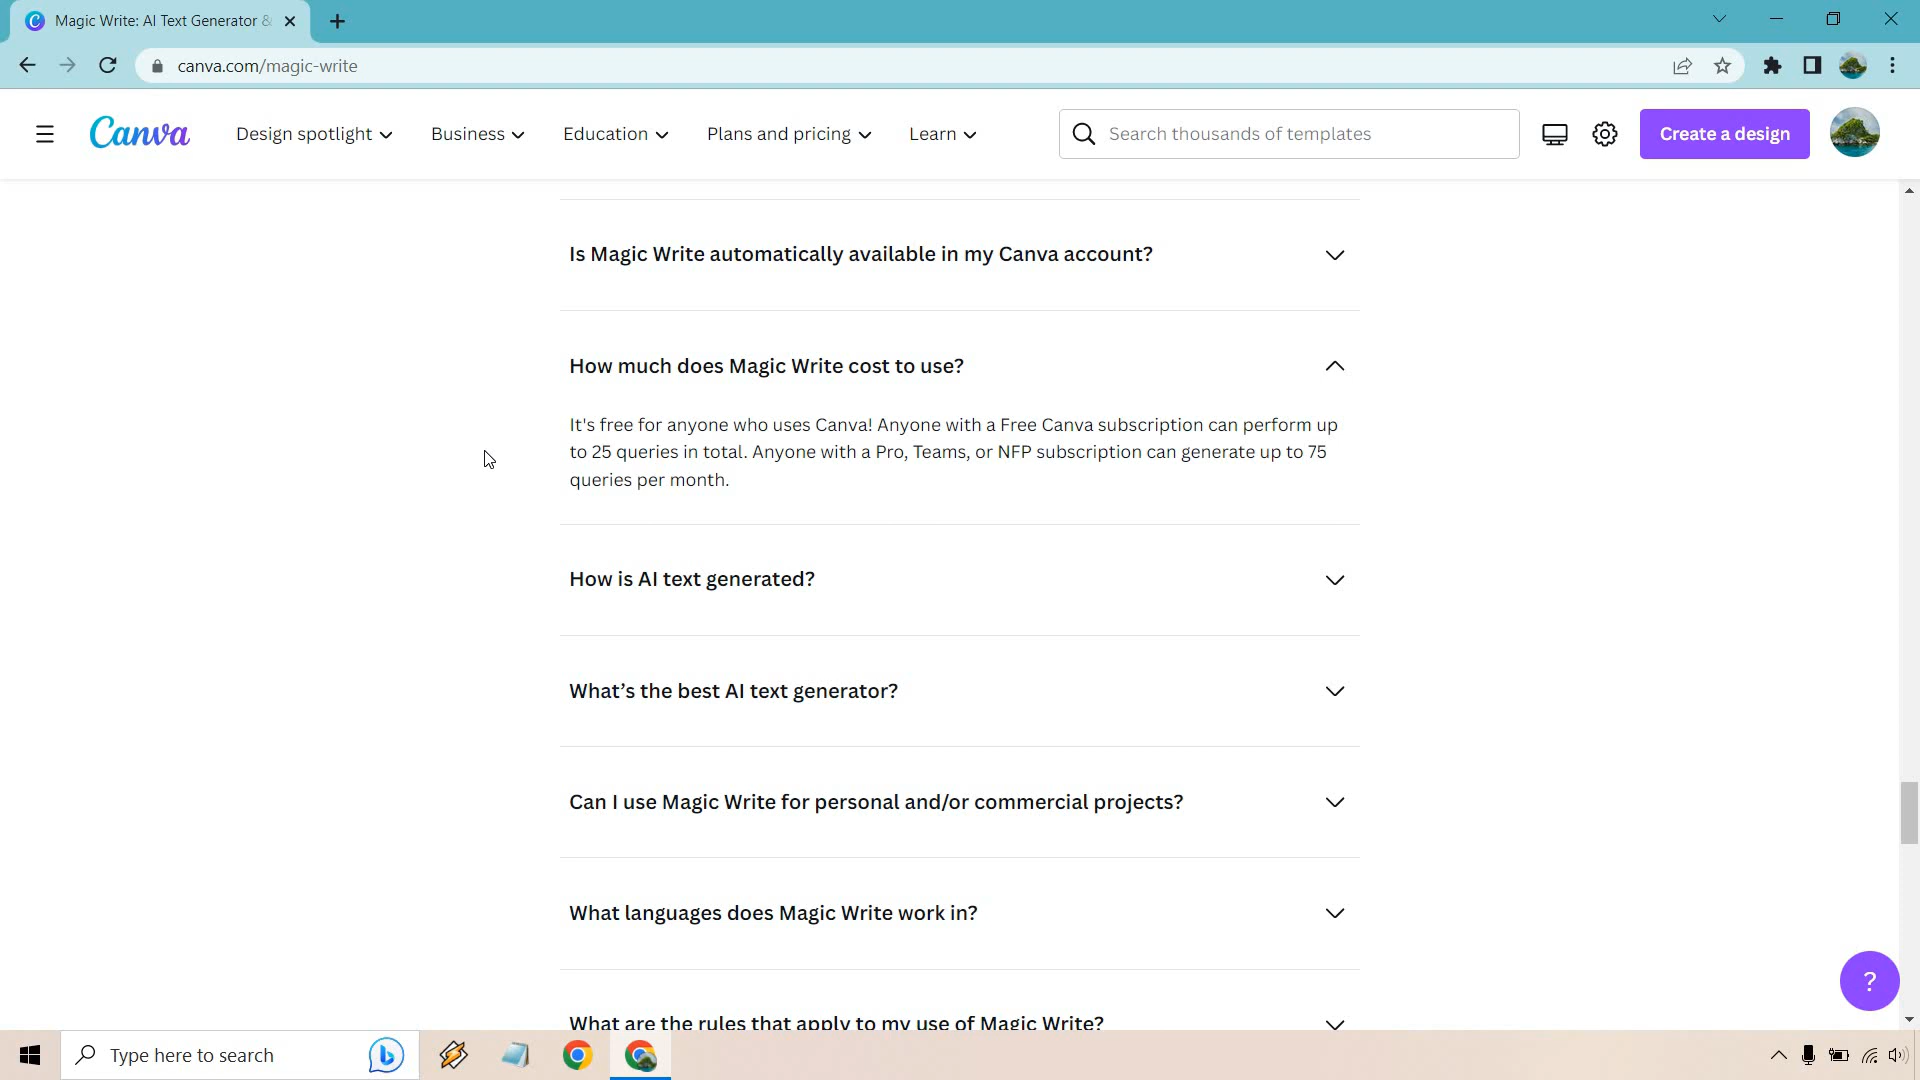 Magic Write: AI Text Generator &
canva.com/magic-write
Canva
Design spotlight
Business
Education
Plans and pricing
Learn
Search thousands of templates
Create a design
Is Magic Write automatically available in my Canva account?
How much does Magic Write cost to use?
It's free for anyone who uses Canva! Anyone with a Free Canva subscription can perform up
to 25 queries in total. Anyone with a Pro, Teams, or NFP subscription can generate up to 75
queries per month.
How is AI text generated?
What’s the best AI text generator?
Can I use Magic Write for personal and/or commercial projects?
What languages does Magic Write work in?
?
What are the rules that apply to my use of Magic Write?
Type here to search